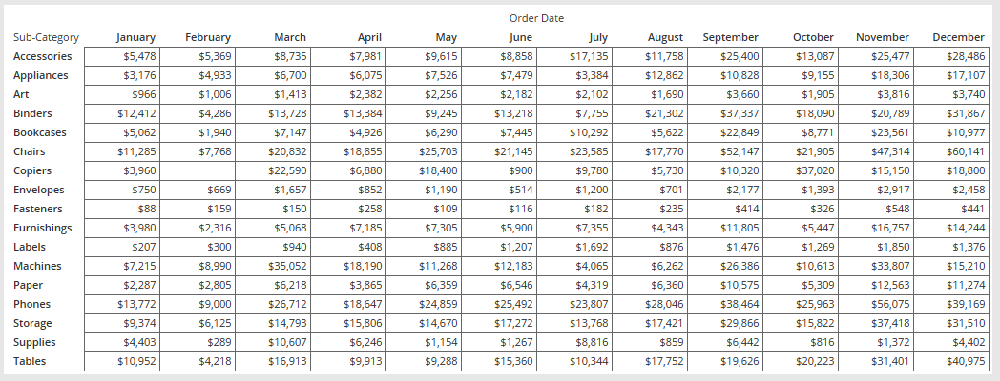 Order Date
Sub-Category January February March April May June July August September October November December
Accessories $5,478 $5,369 $8,735 $7,981 $9,615 $8,858 $17,135 $11,758 $25,400 $13,087 $25,477 $28,486
Appliances $3,176 $4,933 $6,700 $6,075 $7,526 $7,479 $3,384 $12,862 $10,828 $9,155 $18,306 $17,107
Art $966 $1,006 $1,413 $2,382 $2,256 $2,182 $2,102 $1,690 $3,660 $1,905 $3,816 $3,740
Binders $12,412 $4,286 $13,728 $13,384 $9,245 $13,218 $7,755 $21,302 $37,337 $18,090 $20,789 $31,867
Bookcases $5,062 $1,940 $7,147 $4,926 $6,290 $7,445 $10,292 $5,622 $22,849 $8,771 $23,561 $10,977
Chairs $11,285 $7,768 $20,832 $18,855 $25,703 $21,145 $23,585 $17,770 $52,147 $21,905 $47,314 $60,141
Copiers $3,960 $22,590 $6,880 $18,400 $900 $9,780 $5,730 $10,320 $37,020 $15,150 $18,800
Envelopes $750 $669 $1,657 $852 $1,190 $514 $1,200 $701 $2,177 $1,393 $2,917 $2,458
Fasteners $88 $159 $150 $258 $109 $116 $182 $235 $414 $326 $548 $441
Furnishings $3,980 $2,316 $5,068 $7,185 $7,305 $5,900 $7,355 $4,343 $11,805 $5,447 $16,757 $14,244
Labels $207 $300 $940 $408 $885 $1,207 $1,692 $876 $1,476 $1,269 $1,850 $1,376
Machines $7,215 $8,990 $35,052 $18,190 $11,268 $12,183 $4,065 $6,262 $26,386 $10,613 $33,807 $15,210
Paper $2,287 $2,805 $6,218 $3,865 $6,359 $6,546 $4,319 $6,360 $10,575 $5,309 $12,563 $11,274
Phones $13,772 $9,000 $26,712 $18,647 $24,859 $25,492 $23,807 $28,046 $38,464 $25,963 $56,075 $39,169
Storage $9,374 $6,125 $14,793 $15,806 $14,670 $17,272 $13,768 $17,421 $29,866 $15,822 $37,418 $31,510
Supplies $4,403 $289 $10,607 $6,246 $1,154 $1,267 $8,816 $859 $6,442 $816 $1,372 $4,402
Tables $10,952 $4,218 $16,913 $9,913 $9,288 $15,360 $10,344 $17,752 $19,626 $20,223 $31,401 $40,975